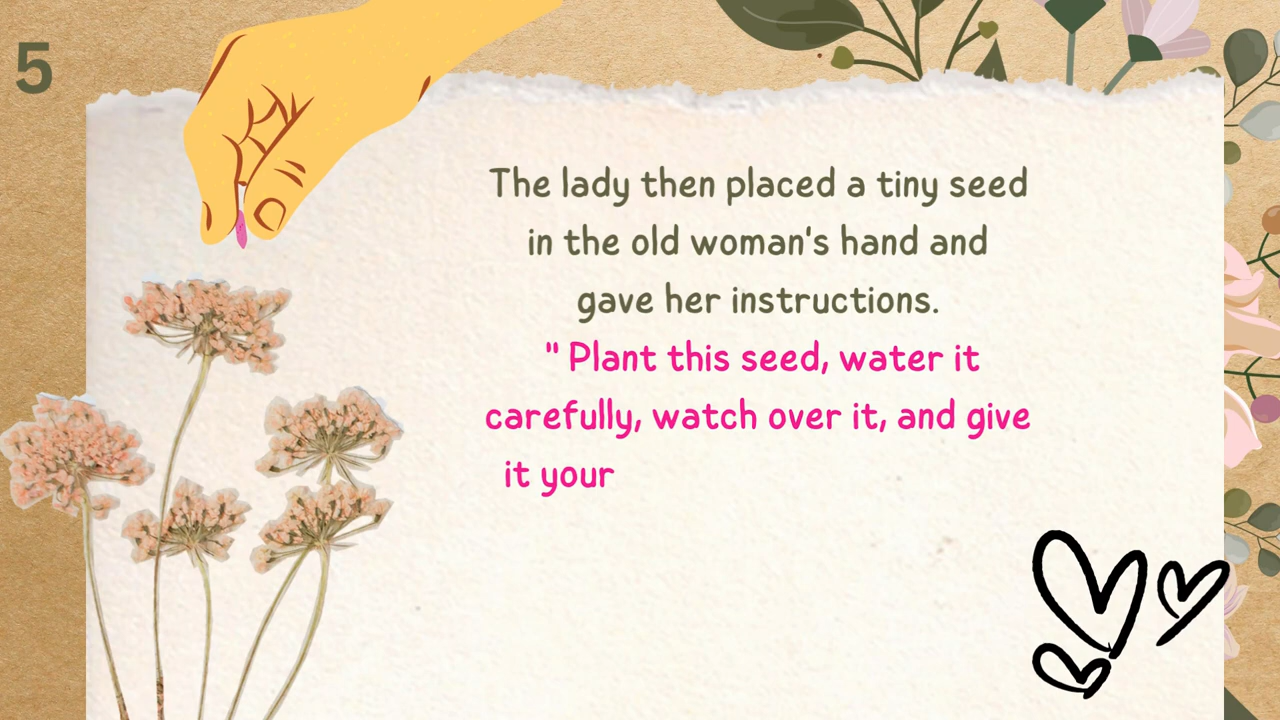 5
The lady then placed a tiny seed
in the old woman's hand and
gave her instructions.
" Plant this seed, water it
carefully, watch over it, and give
it your